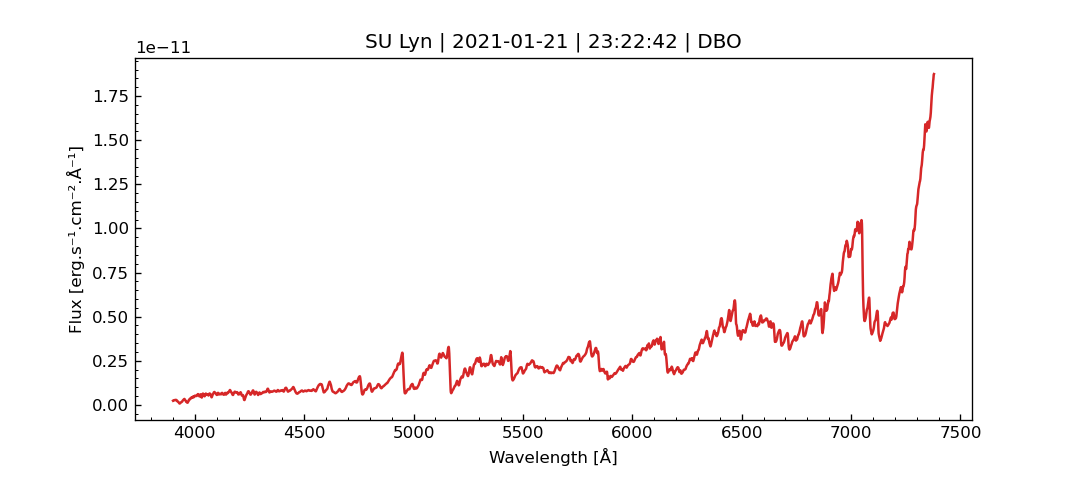 SU Lyn | 2021-01-21 | 23:22:42 | DBO
1e−11
1.75
1.50
1.25
1.00
0.75
0.50
0.25
0.00
Flux [erg.s⁻¹.cm⁻².Å⁻¹]
4000 4500 5000 5500 6000 6500 7000 7500
Wavelength [Å]